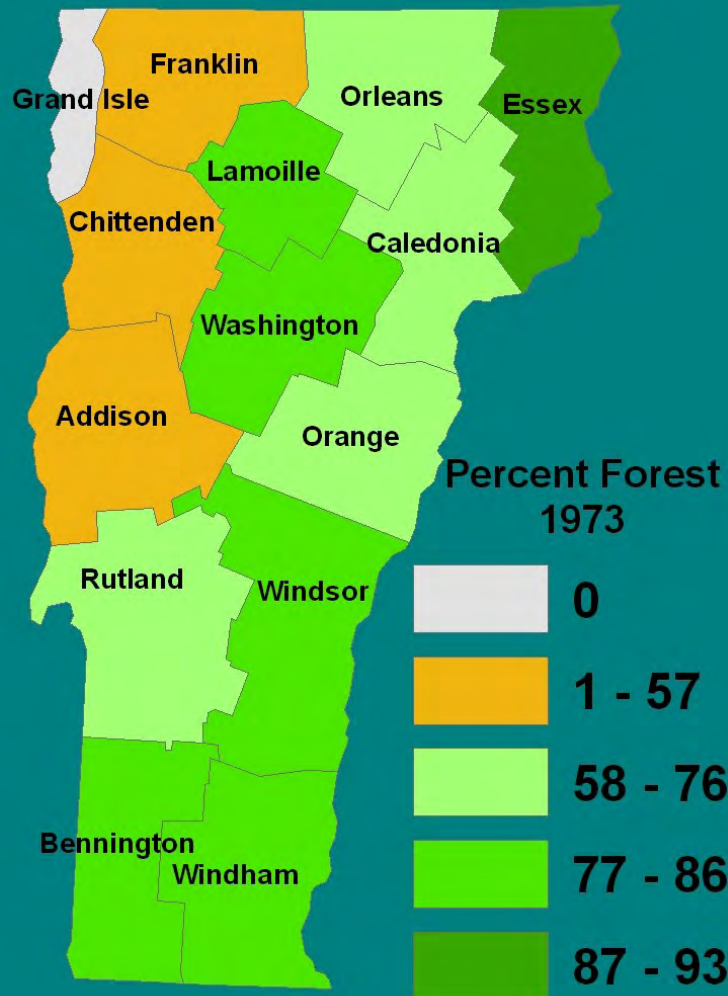 Franklin
Grand Isle
Orleans
Essex
Lamoille
Chittenden
Caledonia
Washington
Addison
Orange
Percent Forest
1973
Rutland
Windsor
0
1 - 57
58 - 76
Bennington
Windham
77 - 86
87 - 93